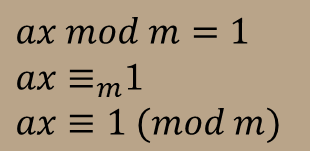 ax mod m = 1
ax ≡ₘ1
ax ≡ 1 (mod m)